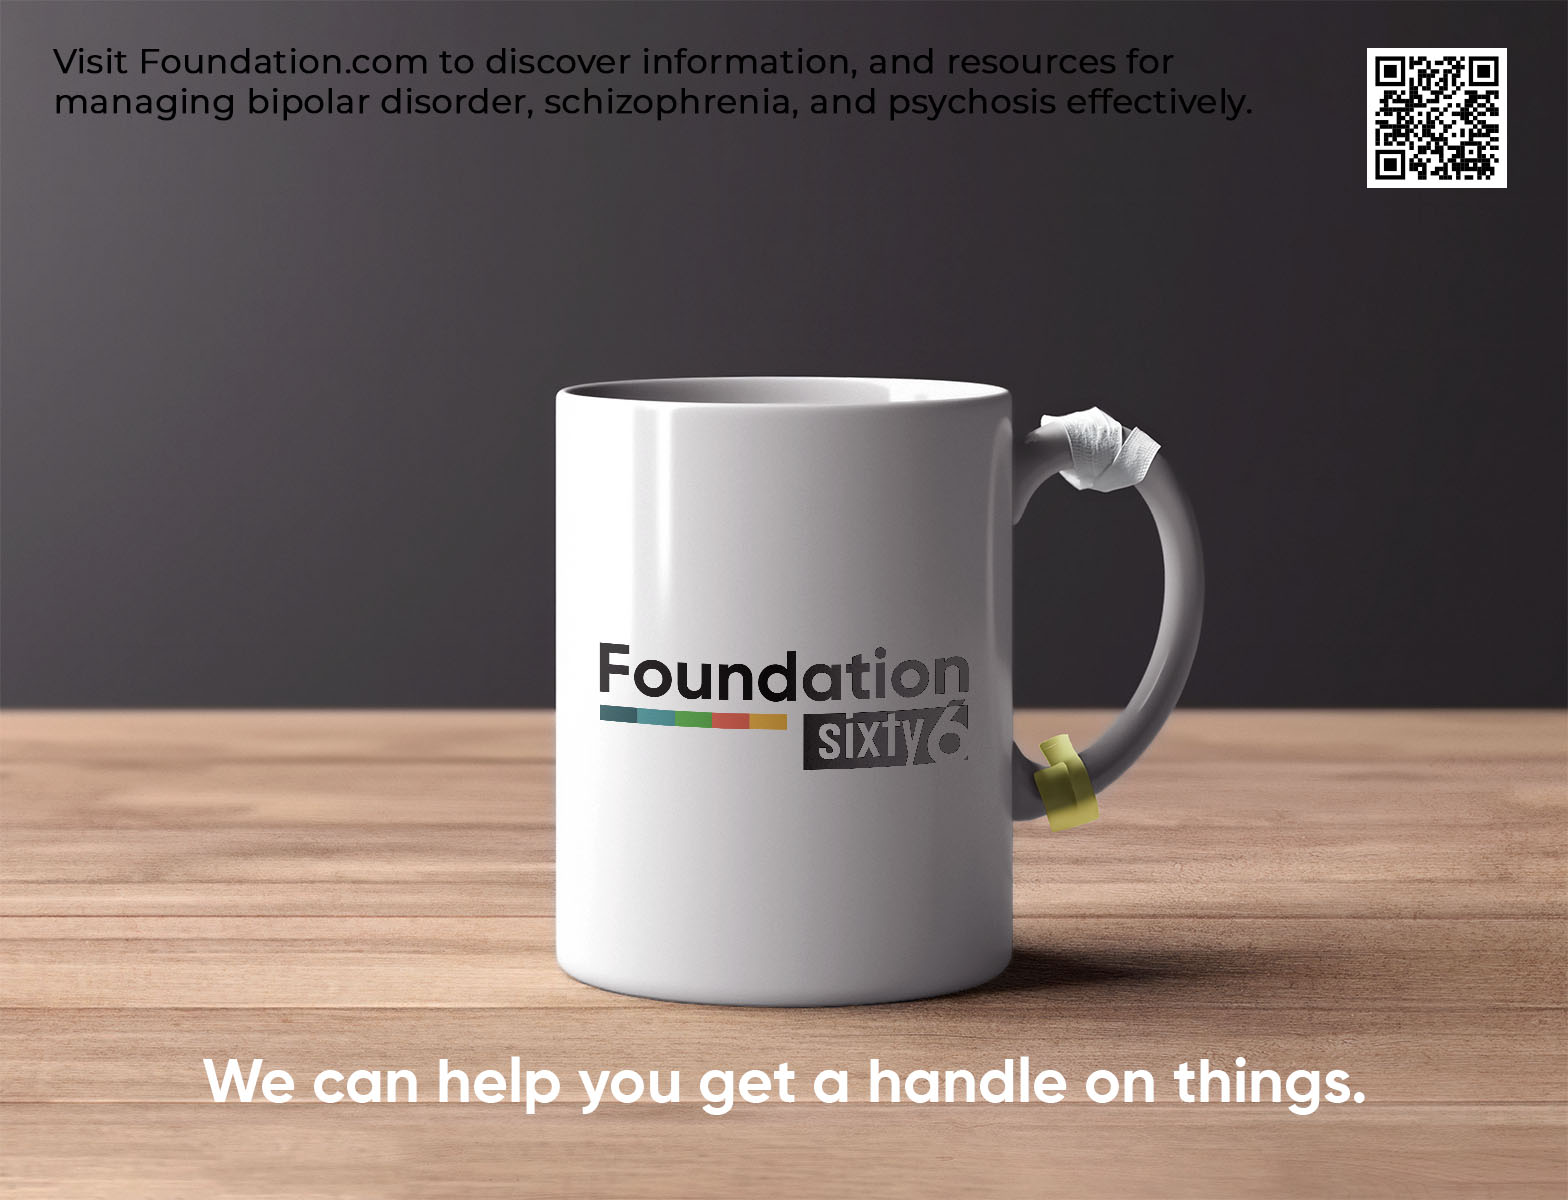 Visit Foundation.com to discover information, and resources for
managing bipolar disorder, schizophrenia, and psychosis effectively.
Foundation
sixty6
We can help you get a handle on things.